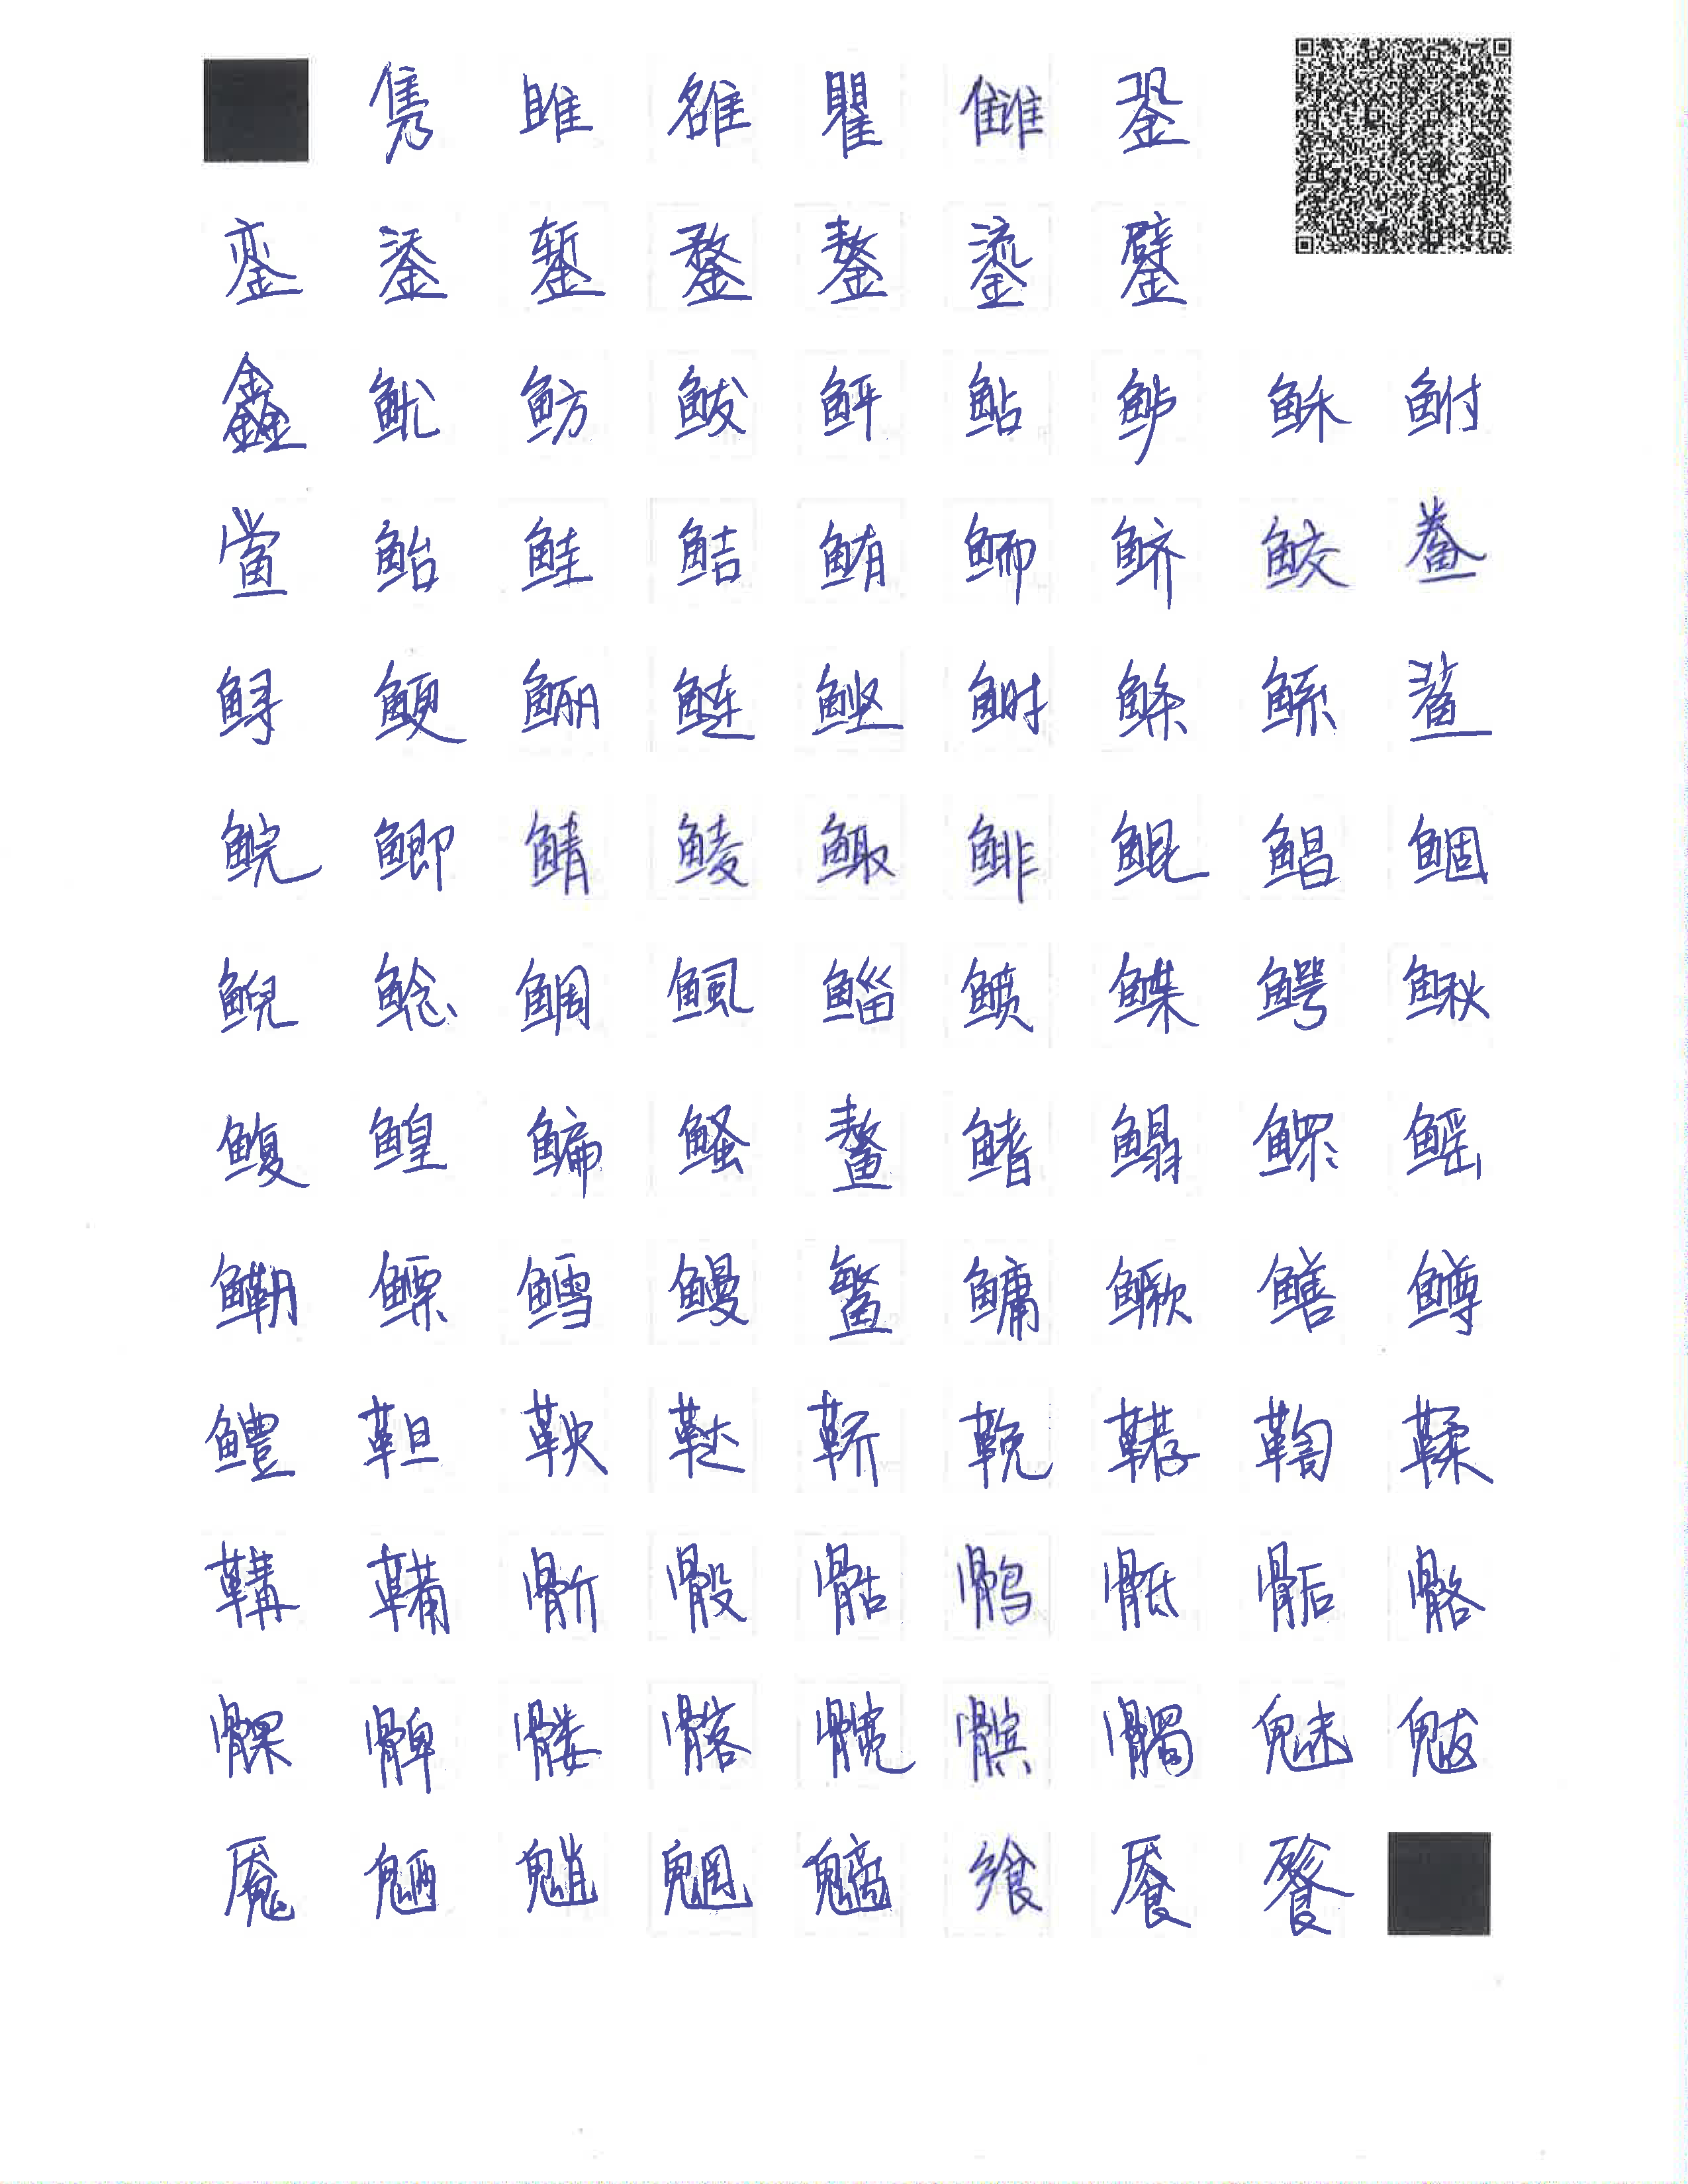 隽 雎 雒 瞿 雠 銎
銮 鋈 錾 鍪 鏊 鎏 鐾
鑫 鱿 鲂 鲅 鲆 鲇 鲈 稣 鲋
鲎 鲐 鲑 鲒 鲔 鲕 鲚 鲛 鲞
鲟 鲠 鲡 鲢 鲣 鲥 鲦 鲧 鲨
鲩 鲫 鲭 鲮 鲰 鲱 鲲 鲳 鲴
鲵 鲶 鲷 鲺 鲻 鲼 鲽 鳄 鳅
鳆 鳇 鳊 鳋 鳌 鳍 鳎 鳏 鳐
鳓 鳔 鳕 鳗 鳘 鳙 鳜 鳝 鳟
鳢 靼 鞅 鞑 鞒 鞔 鞯 鞫 鞣
鞲 鞴 骱 骰 骷 鹘 骶 骺 骼
髁 髀 髅 髂 髋 髌 髑 魅 魃
魇 魉 魈 魍 魑 飨 餍 餮